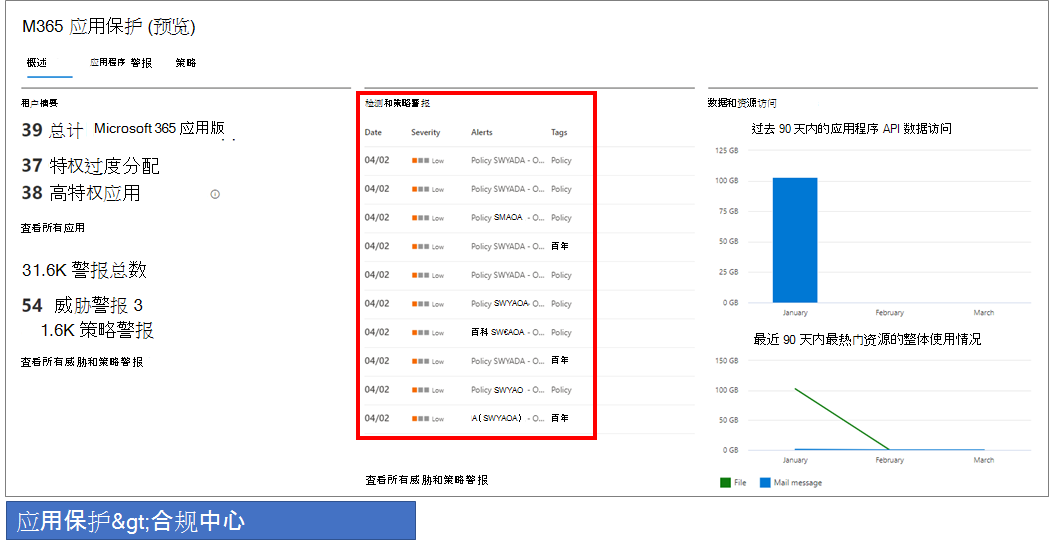 M365 应用保护 (预览)
概述 应用程序 警报 策略
租户摘要
39 总计 Microsoft 365 应用版
37 特权过度分配
38 高特权应用
查看所有应用
31.6K 警报总数
54 威胁警报 3
1.6K 策略警报
查看所有威胁和策略警报
检测和策略警报
Date Severity Alerts Tags
04/02 Low Policy SWYADA - O... Policy
04/02 Low Policy SWYADA - O... Policy
04/02 Low Policy SMAOA - O... Policy
04/02 Low Policy SWYADA - O... 百年
04/02 Low Policy SWYADA - O... Policy
04/02 Low Policy SWYAOA- O... Policy
04/02 Low 百科 SW€AOA - O... Policy
04/02 Low Policy SWYADA - O... 百年
04/02 Low Policy SWYAO - O... Policy
04/02 Low A(SWYAOA) - O... 百年
查看所有威胁和策略警报
数据和资源访问
过去 90 天内的应用程序 API 数据访问
125 GB
100 GB
75 GB
50 GB
25 GB
0 GB
January February March
最近 90 天内最热门资源的整体使用情况
150 GB
100 GB
50 GB
0 GB
January February March
File Mail message
应用保护&gt;合规中心